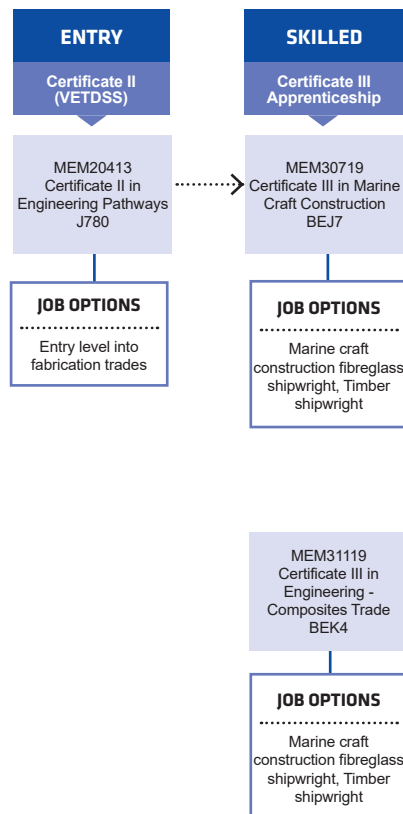 ENTRY
Certificate II
(VETDSS)
MEM20413
Certificate II in
Engineering Pathways
J780
JOB OPTIONS
Entry level into
fabrication trades
SKILLED
Certificate III
Apprenticeship
MEM30719
Certificate III in Marine
Craft Construction
BEJ7
JOB OPTIONS
Marine craft
construction fibreglass
shipwright, Timber
shipwright
MEM31119
Certificate III in
Engineering -
Composites Trade
BEK4
JOB OPTIONS
Marine craft
construction fibreglass
shipwright, Timber
shipwright